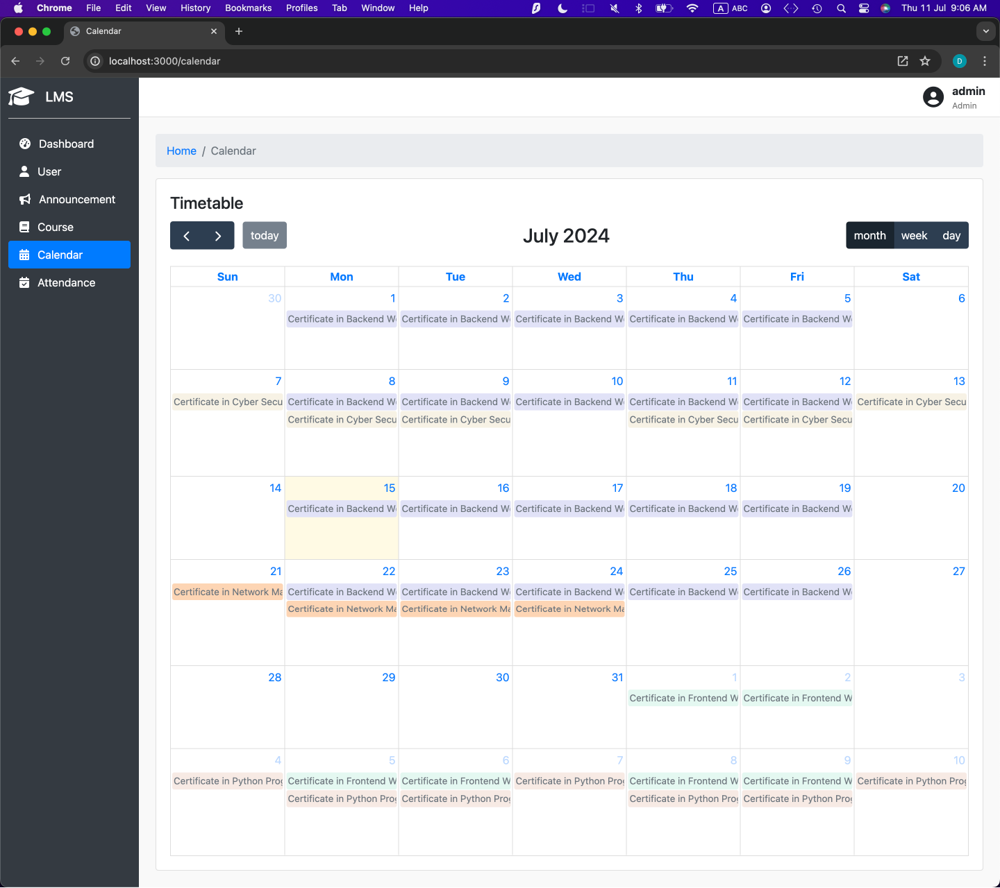 Chrome File Edit View History Bookmarks Profiles Tab Window Help A ABC Thu 11 Jul 9:06 AM
Calendar
localhost:3000/calendar D
LMS
admin
Admin
Dashboard
User
Announcement
Course
Calendar
Attendance
Home / Calendar
Timetable
today July 2024 month week day
Sun Mon Tue Wed Thu Fri Sat
30 1 2 3 4 5 6
Certificate in Backend W Certificate in Backend W Certificate in Backend W Certificate in Backend W Certificate in Backend W
7 8 9 10 11 12 13
Certificate in Cyber Secu Certificate in Backend W Certificate in Backend W Certificate in Backend W Certificate in Backend W Certificate in Backend W Certificate in Cyber Secu
Certificate in Cyber Secu Certificate in Cyber Secu Certificate in Cyber Secu Certificate in Cyber Secu
14 15 16 17 18 19 20
Certificate in Backend W Certificate in Backend W Certificate in Backend W Certificate in Backend W Certificate in Backend W
21 22 23 24 25 26 27
Certificate in Network Ma Certificate in Backend W Certificate in Backend W Certificate in Backend W Certificate in Backend W Certificate in Backend W
Certificate in Network Ma Certificate in Network Ma Certificate in Network Ma
28 29 30 31 1 2 3
Certificate in Frontend W Certificate in Frontend W
4 5 6 7 8 9 10
Certificate in Python Prog Certificate in Frontend W Certificate in Frontend W Certificate in Python Prog Certificate in Frontend W Certificate in Frontend W Certificate in Python Prog
Certificate in Python Prog Certificate in Python Prog Certificate in Python Prog Certificate in Python Prog